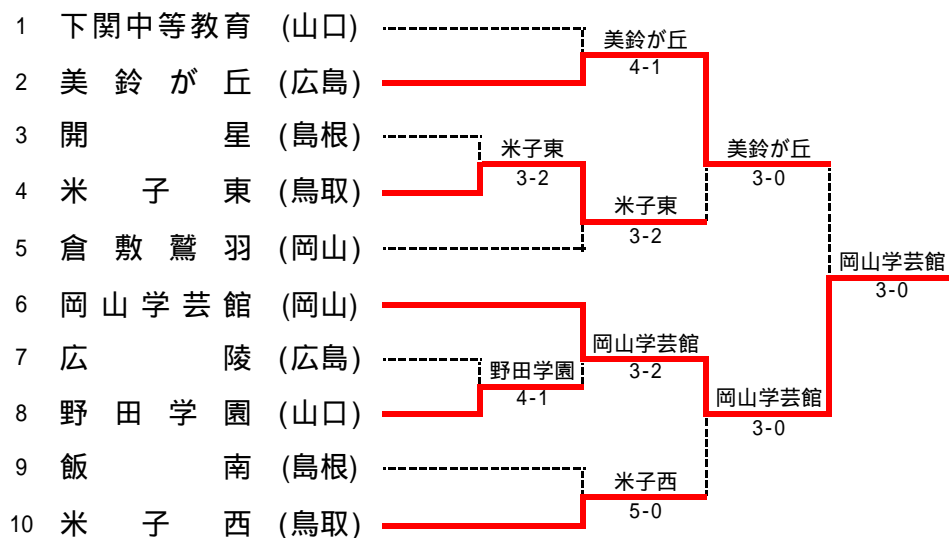 1 下関中等教育 (山口)
美鈴が丘
4-1
2 美鈴が丘 (広島)
3 開星 (島根)
米子東
3-2
美鈴が丘
3-0
4 米子東 (鳥取)
米子東
3-2
5 倉敷鷲羽 (岡山)
岡山学芸館
3-0
6 岡山学芸館 (岡山)
岡山学芸館
3-2
7 広陵 (広島)
野田学園
4-1
8 野田学園 (山口)
岡山学芸館
3-0
9 飯南 (島根)
米子西
5-0
10 米子西 (鳥取)